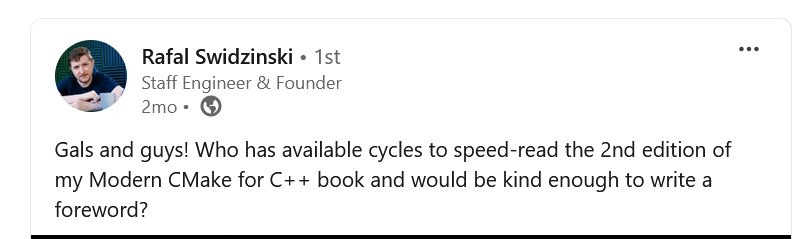 Rafal Swidzinski • 1st
Staff Engineer & Founder
2mo •
Gals and guys! Who has available cycles to speed-read the 2nd edition of
my Modern CMake for C++ book and would be kind enough to write a
foreword?